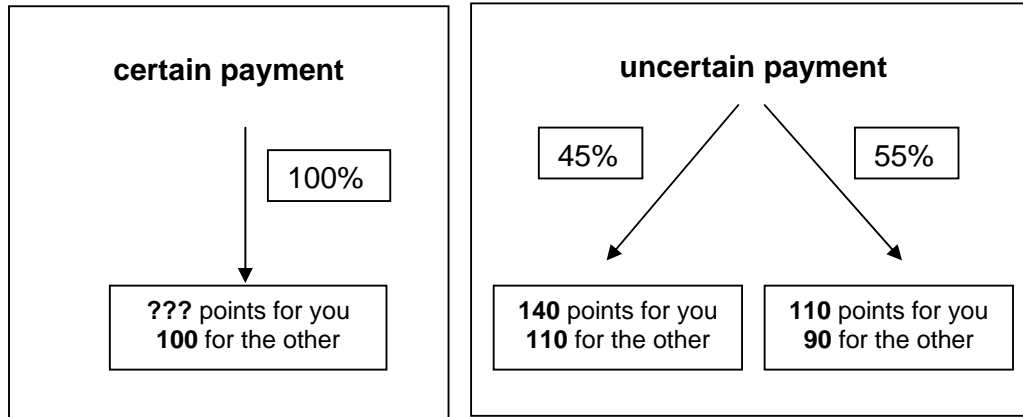 certain payment
100%
??? points for you
100 for the other
uncertain payment
45%
55%
140 points for you
110 for the other
110 points for you
90 for the other